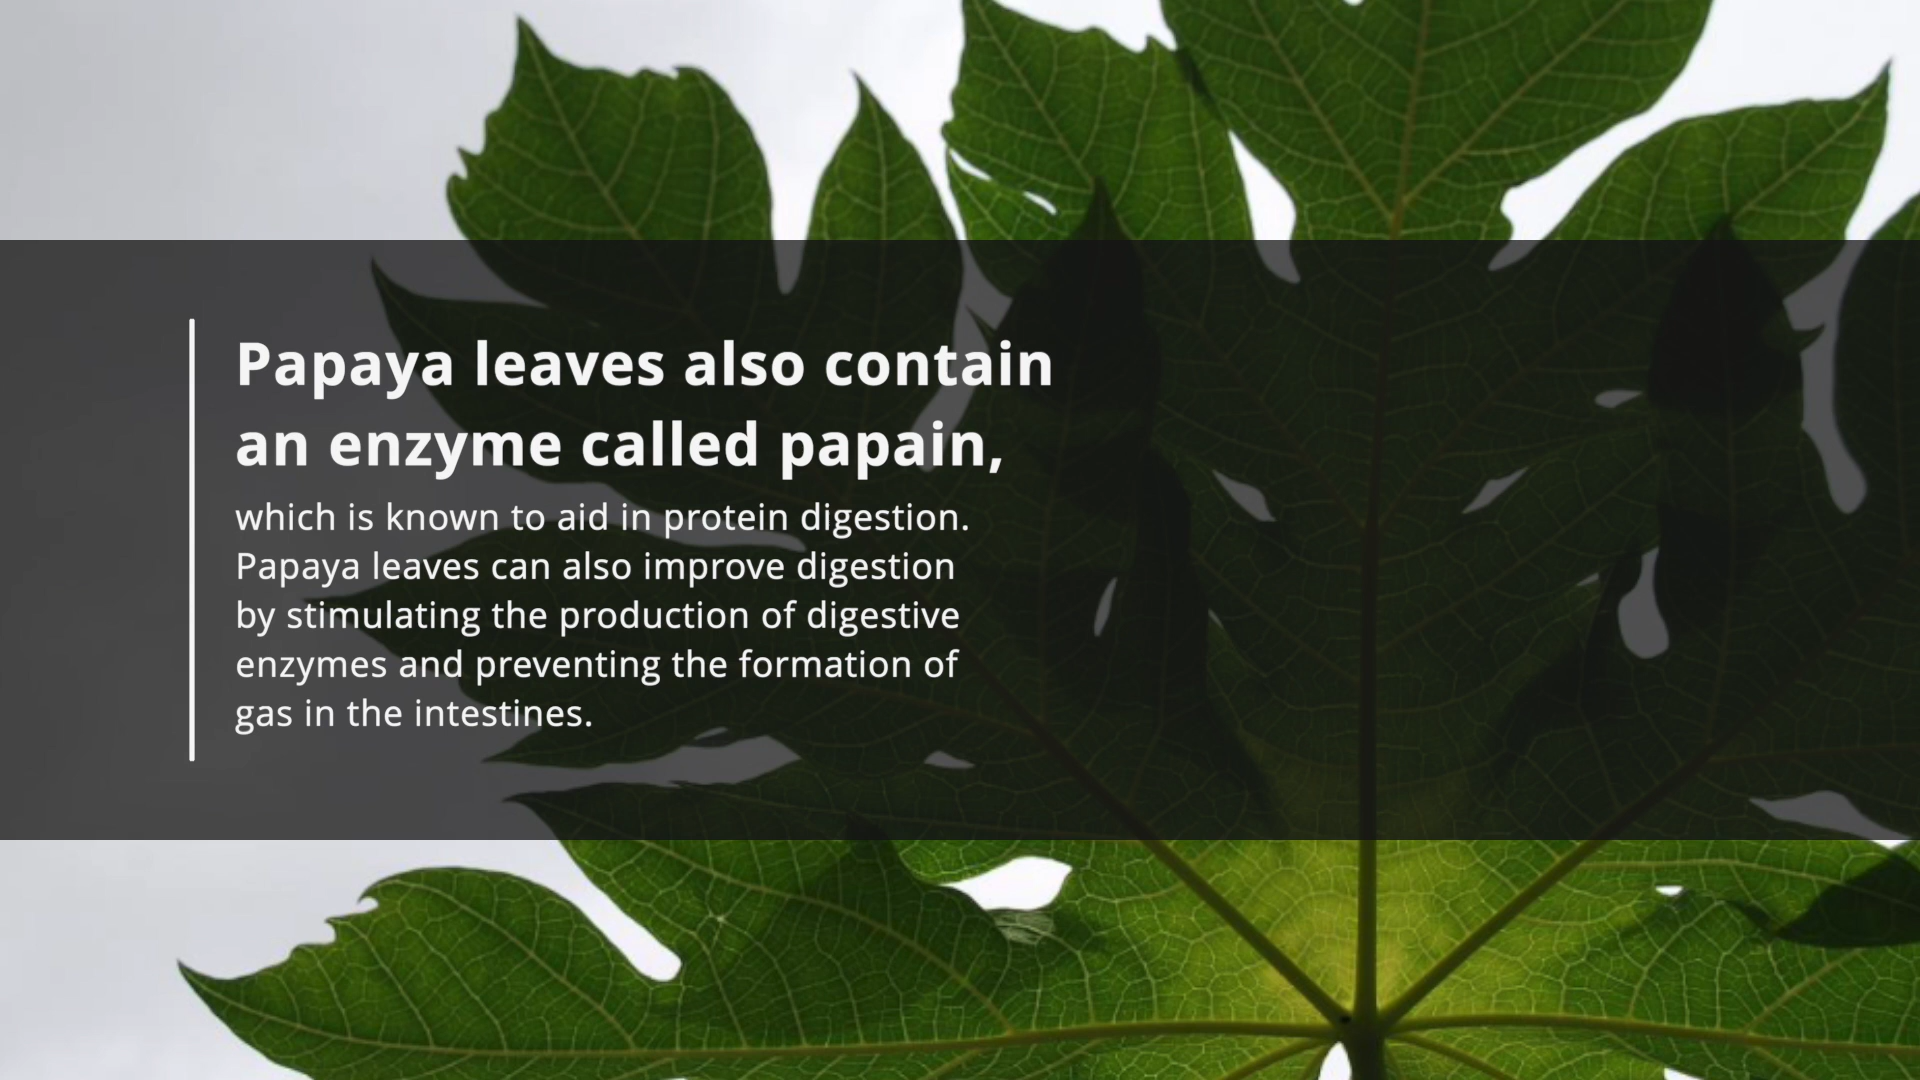 Papaya leaves also contain
an enzyme called papain,
which is known to aid in protein digestion.
Papaya leaves can also improve digestion
by stimulating the production of digestive
enzymes and preventing the formation of
gas in the intestines.